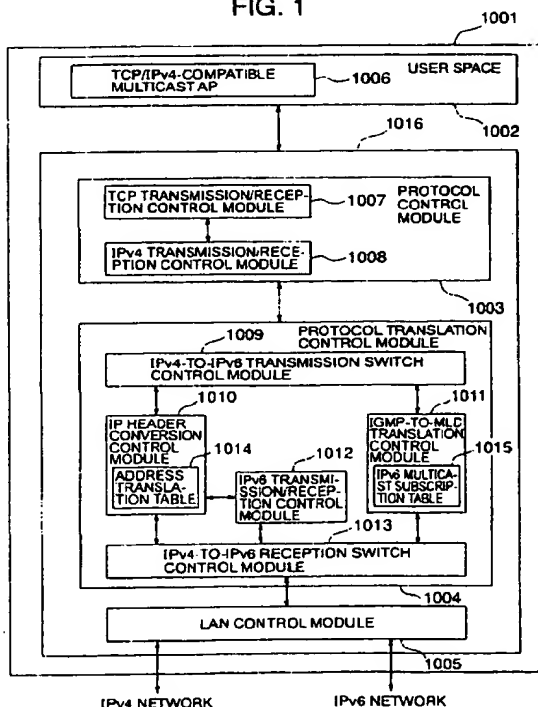 FIG. 1
1001
TCP/IPv4-COMPATIBLE
MULTICAST AP
1006
USER SPACE
1002
1016
TCP TRANSMISSION/RECEP-
TION CONTROL MODULE
1007
PROTOCOL
CONTROL
MODULE
IPv4 TRANSMISSION/RECE-
PTION CONTROL MODULE
1008
1003
1009
PROTOCOL TRANSLATION
CONTROL MODULE
IPv4-TO-IPv6 TRANSMISSION SWITCH
CONTROL MODULE
1010
1011
IP HEADER
CONVERSION
CONTROL
MODULE
1014
ADDRESS
TRANSLA-
TION TABLE
1012
IPv6 TRANSMI-
SSION/RECEP-
TION CONTROL
MODULE
IGMP-TO-MLD
TRANSLATION
CONTROL
MODULE
1015
IPv6 MULTICA-
ST SUBSCRIP-
TION TABLE
1013
IPv4-TO-IPv6 RECEPTION SWITCH
CONTROL MODULE
1004
LAN CONTROL MODULE
1005
IPv4 NETWORK
IPv6 NETWORK